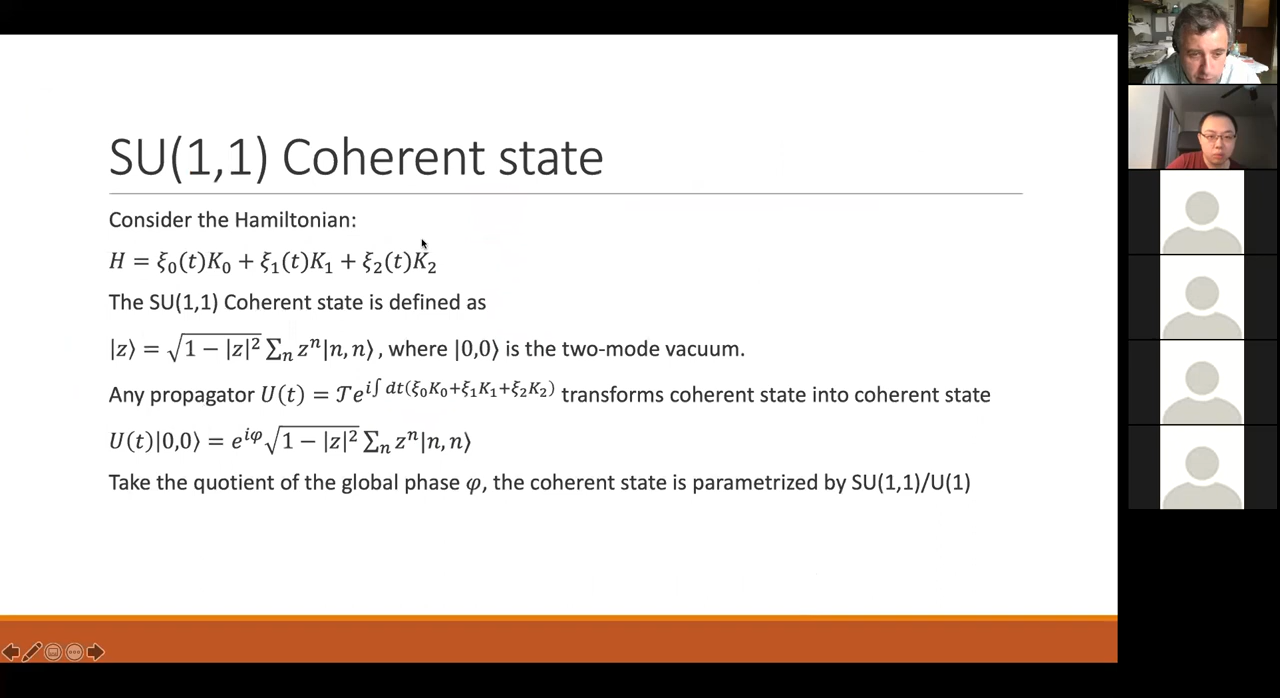 SU(1,1) Coherent state
Consider the Hamiltonian:
H = ξ₀(t)K₀ + ξ₁(t)K₁ + ξ₂(t)K₂
The SU(1,1) Coherent state is defined as
|z⟩ = √(1 − |z|²) ∑ₙ zⁿ|n, n⟩ , where |0,0⟩ is the two-mode vacuum.
Any propagator U(t) = 𝒯e^{i∫ dt(ξ₀K₀+ξ₁K₁+ξ₂K₂)} transforms coherent state into coherent state
U(t)|0,0⟩ = e^{iφ}√(1 − |z|²) ∑ₙ zⁿ|n, n⟩
Take the quotient of the global phase φ, the coherent state is parametrized by SU(1,1)/U(1)